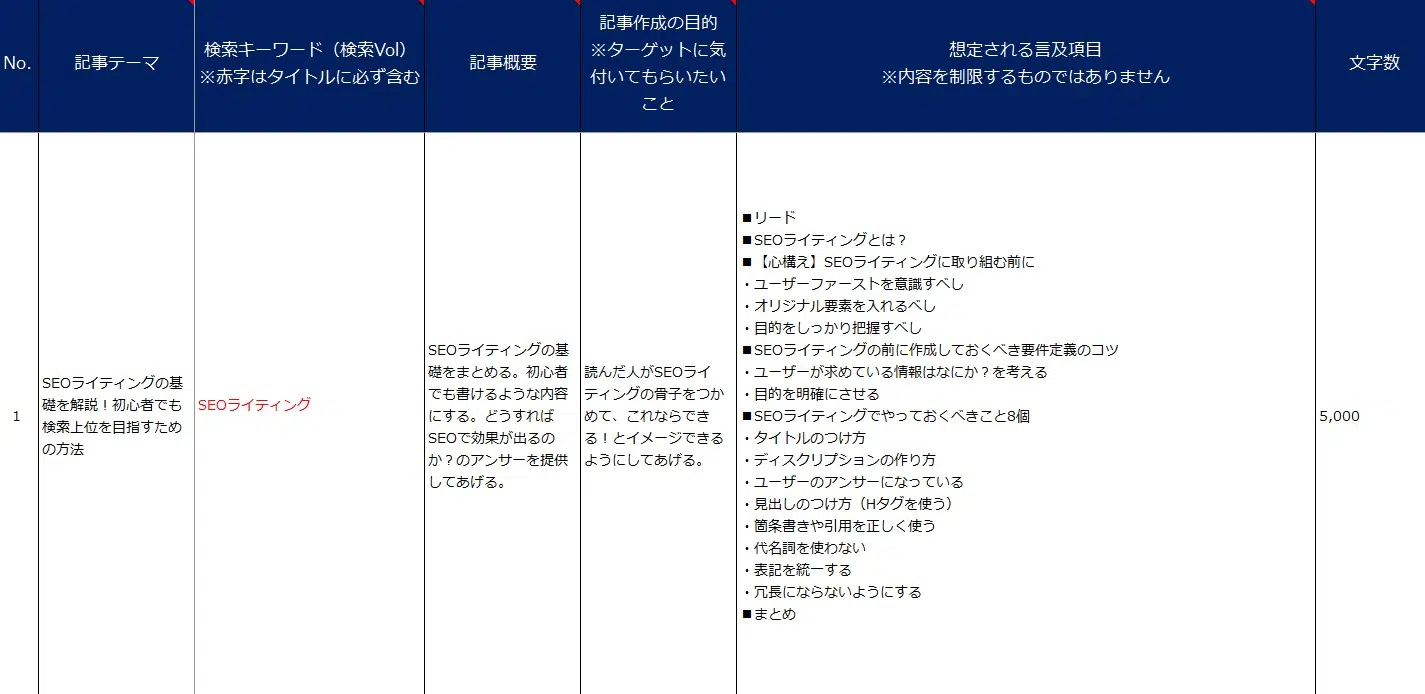 No.
記事テーマ
検索キーワード（検索Vol）
※赤字はタイトルに必ず含む
記事概要
記事作成の目的
※ターゲットに気
付いてもらいたい
こと
想定される言及項目
※内容を制限するものではありません
文字数
1
SEOライティングの基
礎を解説！初心者でも
検索上位を目指すため
の方法
SEOライティング
SEOライティングの基
礎をまとめる。初心者
でも書けるような内容
にする。どうすれば
SEOで効果が出るの
か？のアンサーを提供
してあげる。
読んだ人がSEOライ
ティングの骨子をつか
めて、これならでき
る！とイメージできる
ようにしてあげる。
■リード
■SEOライティングとは？
■【心構え】SEOライティングに取り組む前に
・ユーザーファーストを意識すべし
・オリジナル要素を入れるべし
・目的をしっかり把握すべし
■SEOライティングの前に作成しておくべき要件定義のコツ
・ユーザーが求めている情報はなにか？を考える
・目的を明確にさせる
■SEOライティングでやっておくべきこと8個
・タイトルのつけ方
・ディスクリプションの作り方
・ユーザーのアンサーになっている
・見出しのつけ方（Hタグを使う）
・箇条書きや引用を正しく使う
・代名詞を使わない
・表記を統一する
・冗長にならないようにする
■まとめ
5,000